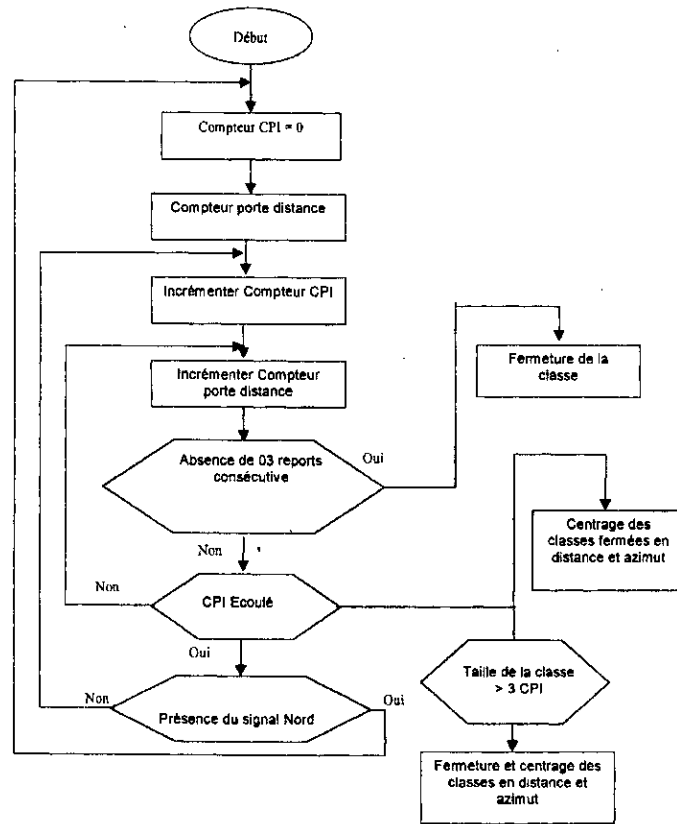 Début
Compteur CPI = 0
Compteur porte distance
Incrémenter Compteur CPI
Incrémenter Compteur
porte distance
Fermeture de la
classe
Absence de 03 reports
consécutive
Oui
Non
Centrage des
classes fermées en
distance et azimut
Non
CPI Ecoulé
Oui
Taille de la classe
> 3 CPI
Non
Présence du signal Nord
Oui
Fermeture et centrage des
classes en distance et
azimut